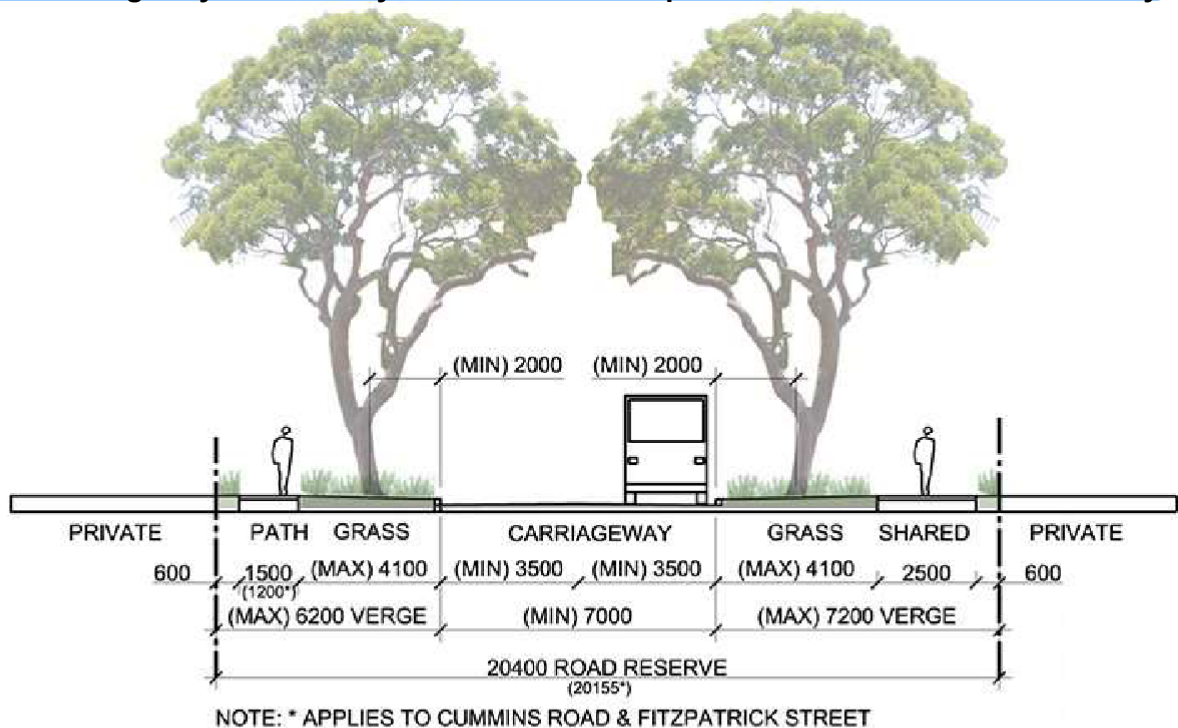 (MIN) 2000 (MIN) 2000
PRIVATE PATH GRASS CARRIAGEWAY GRASS SHARED PRIVATE
600 1500 (MAX) 4100 (MIN) 3500 (MIN) 3500 (MAX) 4100 2500 600
(1200*)
(MAX) 6200 VERGE (MIN) 7000 (MAX) 7200 VERGE
20400 ROAD RESERVE
(20155*)
NOTE: * APPLIES TO CUMMINS ROAD & FITZPATRICK STREET